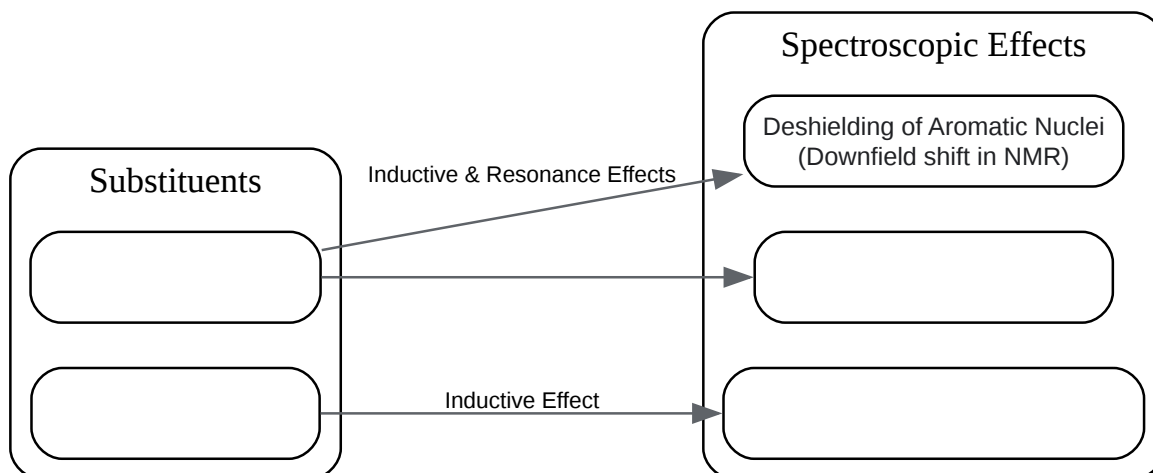 Spectroscopic Effects
Deshielding of Aromatic Nuclei
(Downfield shift in NMR)
Substituents
Inductive & Resonance Effects
Inductive Effect